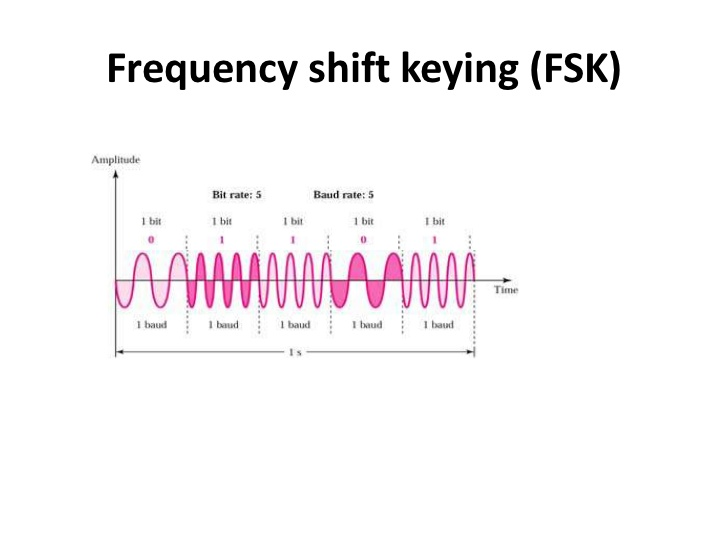 Frequency shift keying (FSK)
Amplitude
Bit rate: 5 Baud rate: 5
1 bit 1 bit 1 bit 1 bit 1 bit
0 1 1 0 1
Time
1 baud 1 baud 1 baud 1 baud 1 baud
1 s